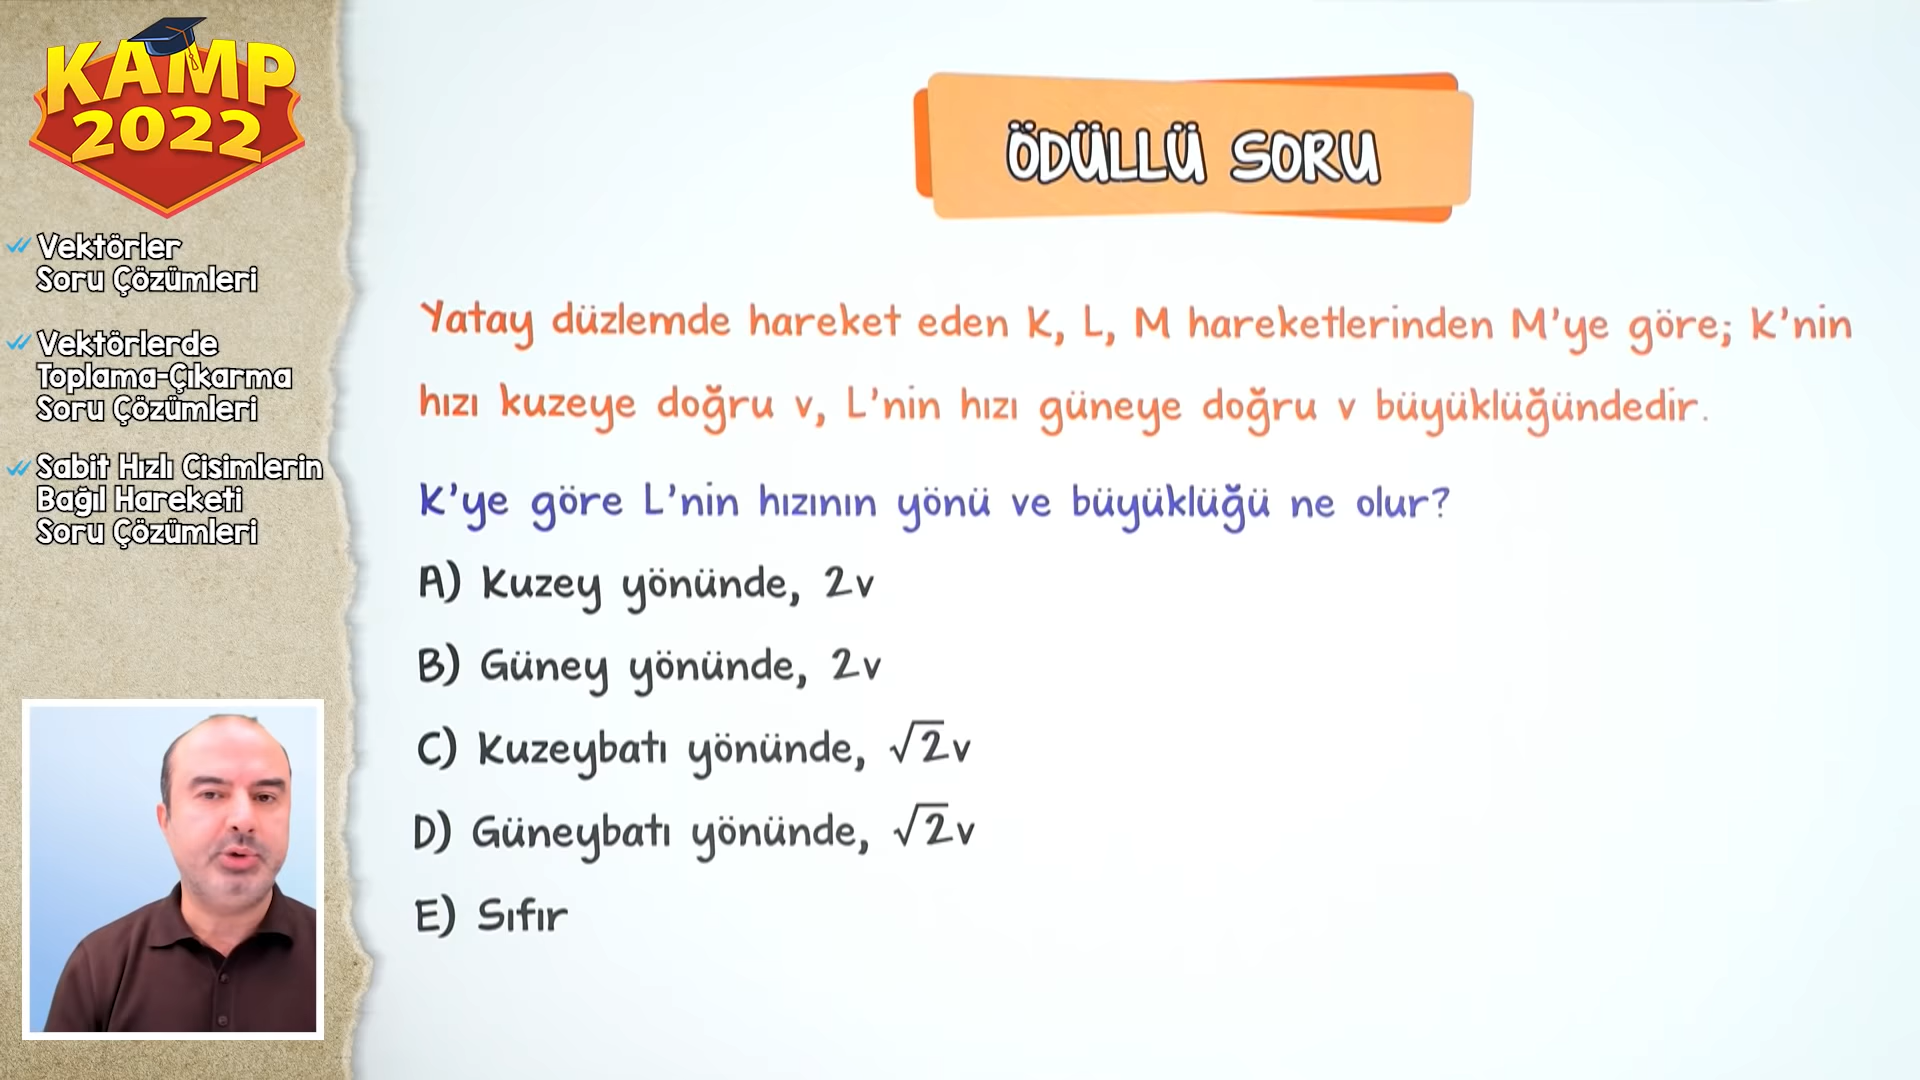 KAMP
2022
Vektörler
Soru Çözümleri
Vektörlerde
Toplama-Çıkarma
Soru Çözümleri
Sabit Hızlı Cisimlerin
Bağıl Hareketi
Soru Çözümleri
ÖDÜLLÜ SORU
Yatay düzlemde hareket eden K, L, M hareketlerinden M'ye göre; K'nin
hızı kuzeye doğru v, L'nin hızı güneye doğru v büyüklüğündedir.
K'ye göre L'nin hızının yönü ve büyüklüğü ne olur?
A) Kuzey yönünde, 2v
B) Güney yönünde, 2v
C) Kuzeybatı yönünde, √2v
D) Güneybatı yönünde, √2v
E) Sıfır